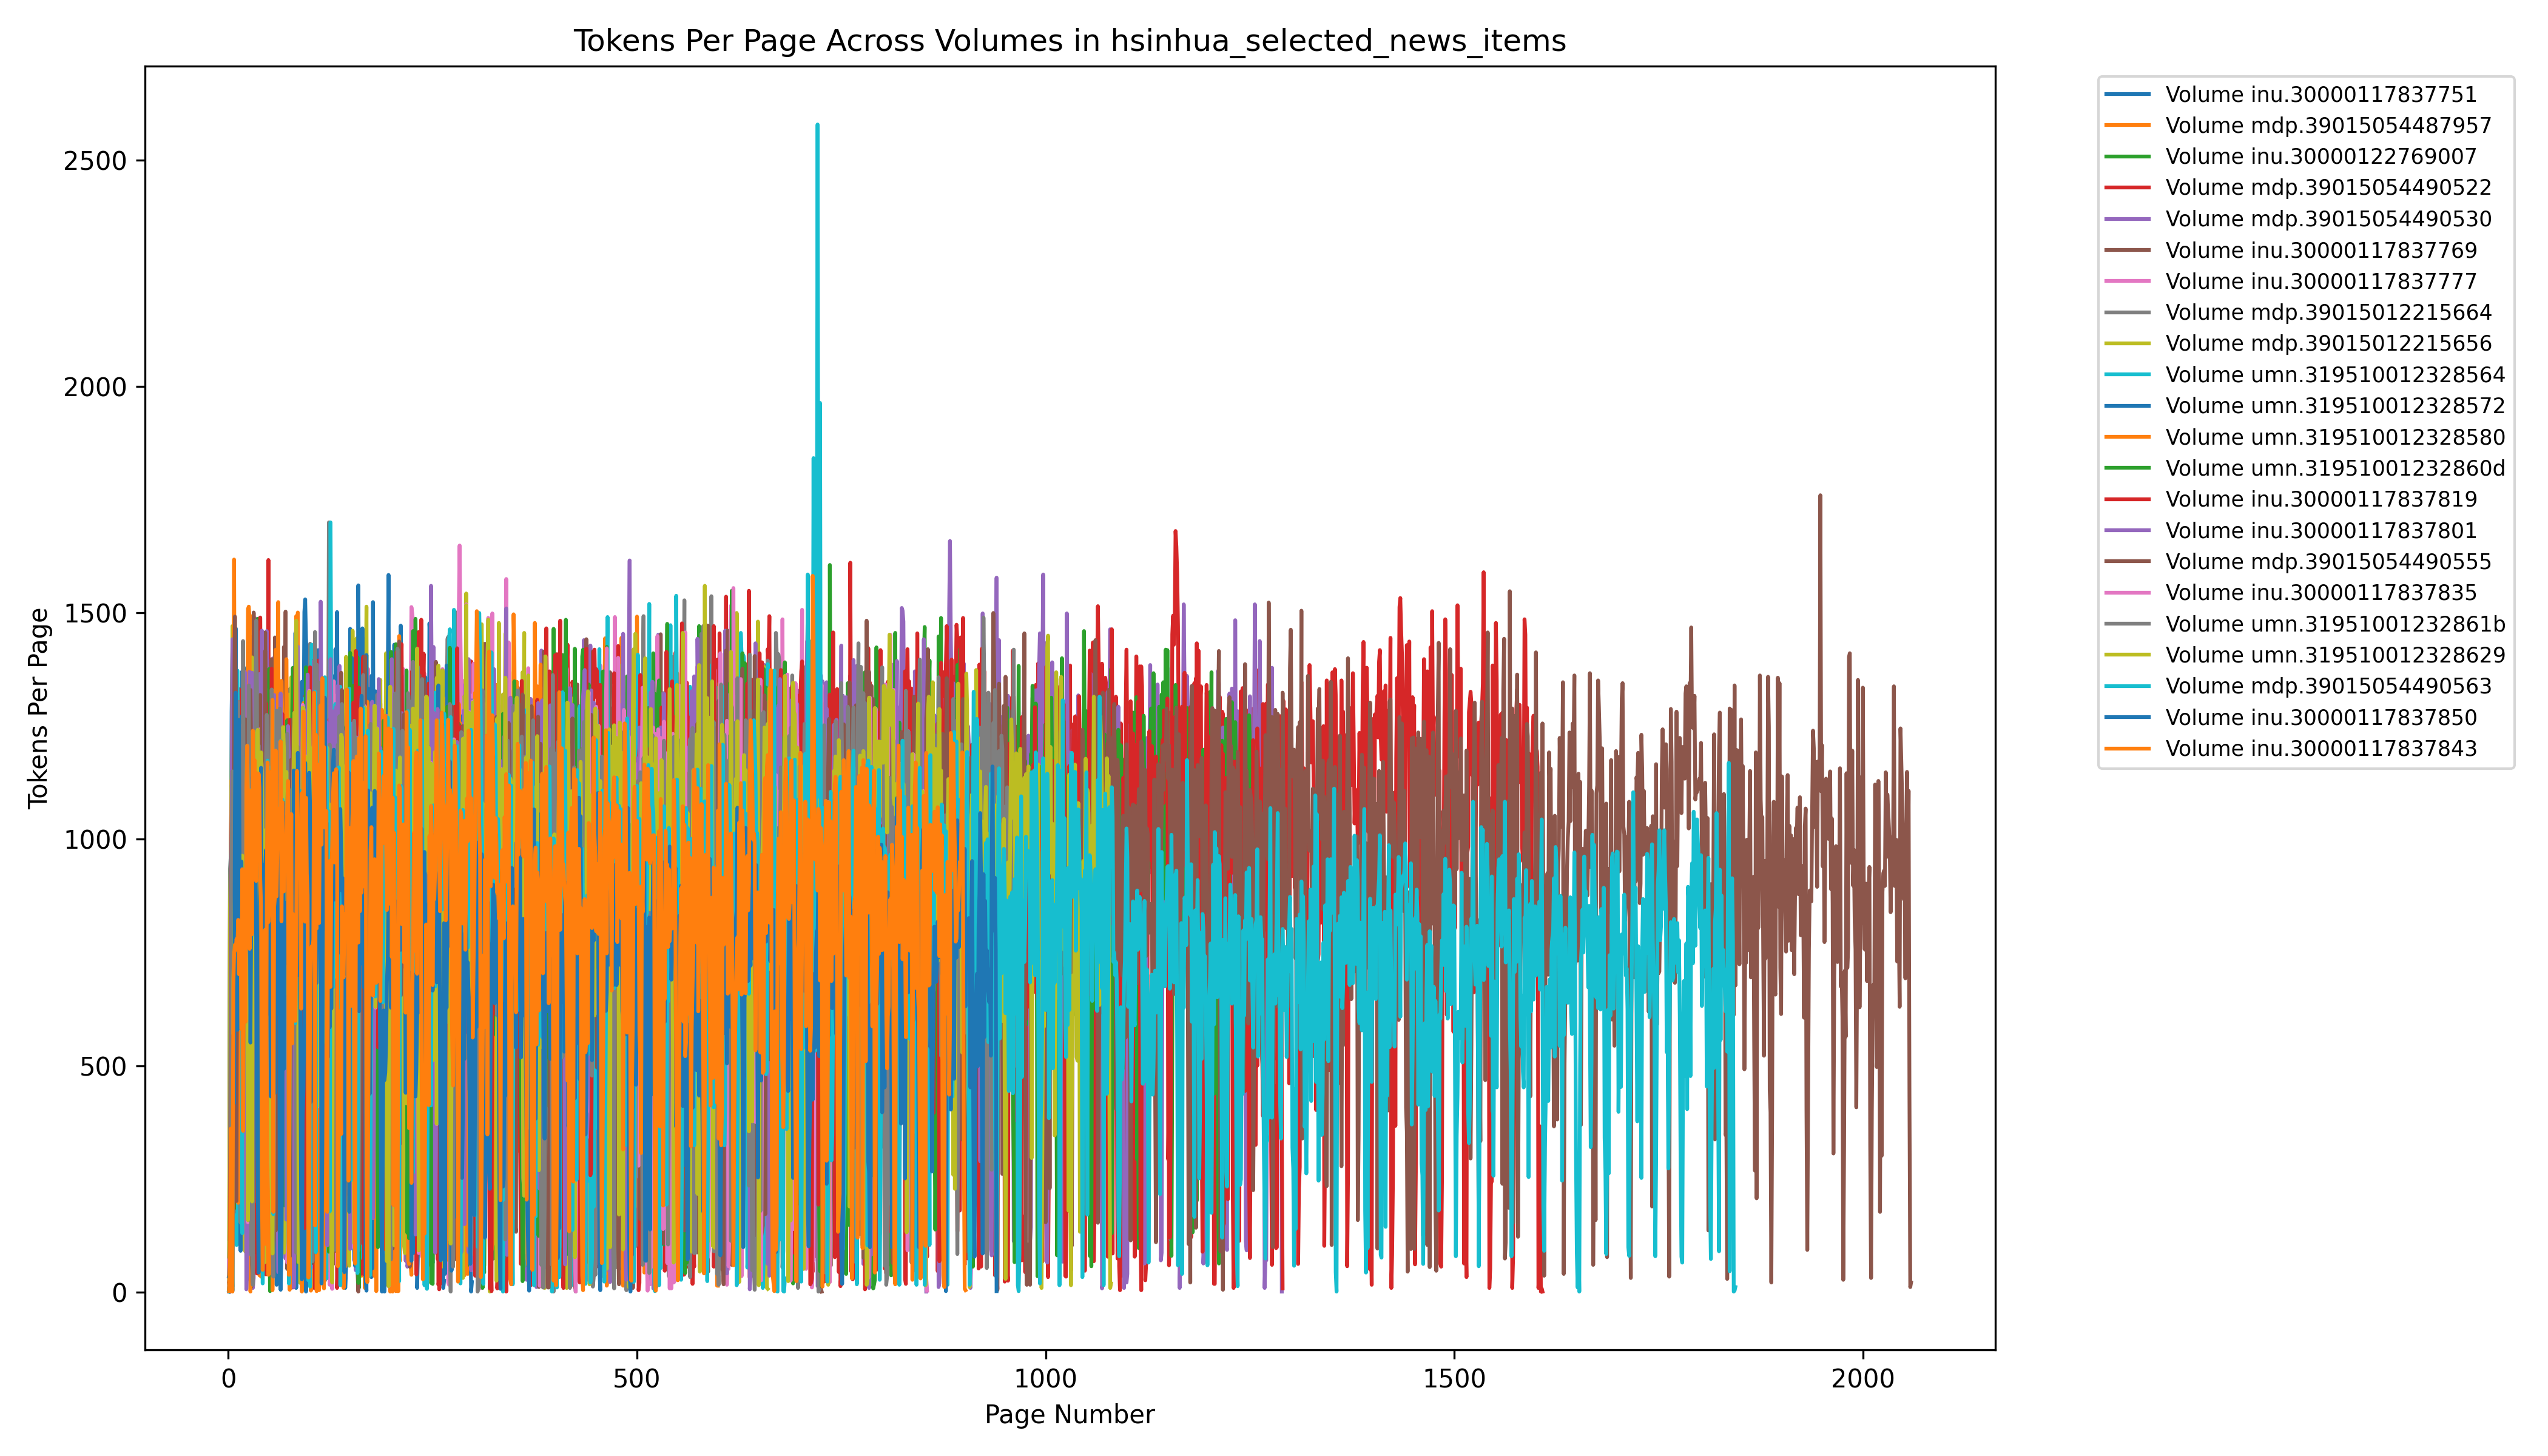 Tokens Per Page Across Volumes in hsinhua_selected_news_items
Tokens Per Page
2500
2000
1500
1000
500
0
0 500 1000 1500 2000
Page Number
Volume inu.30000117837751
Volume mdp.39015054487957
Volume inu.30000122769007
Volume mdp.39015054490522
Volume mdp.39015054490530
Volume inu.30000117837769
Volume inu.30000117837777
Volume mdp.39015012215664
Volume mdp.39015012215656
Volume umn.319510012328564
Volume umn.319510012328572
Volume umn.319510012328580
Volume umn.31951001232860d
Volume inu.30000117837819
Volume inu.30000117837801
Volume mdp.39015054490555
Volume inu.30000117837835
Volume umn.31951001232861b
Volume umn.319510012328629
Volume mdp.39015054490563
Volume inu.30000117837850
Volume inu.30000117837843